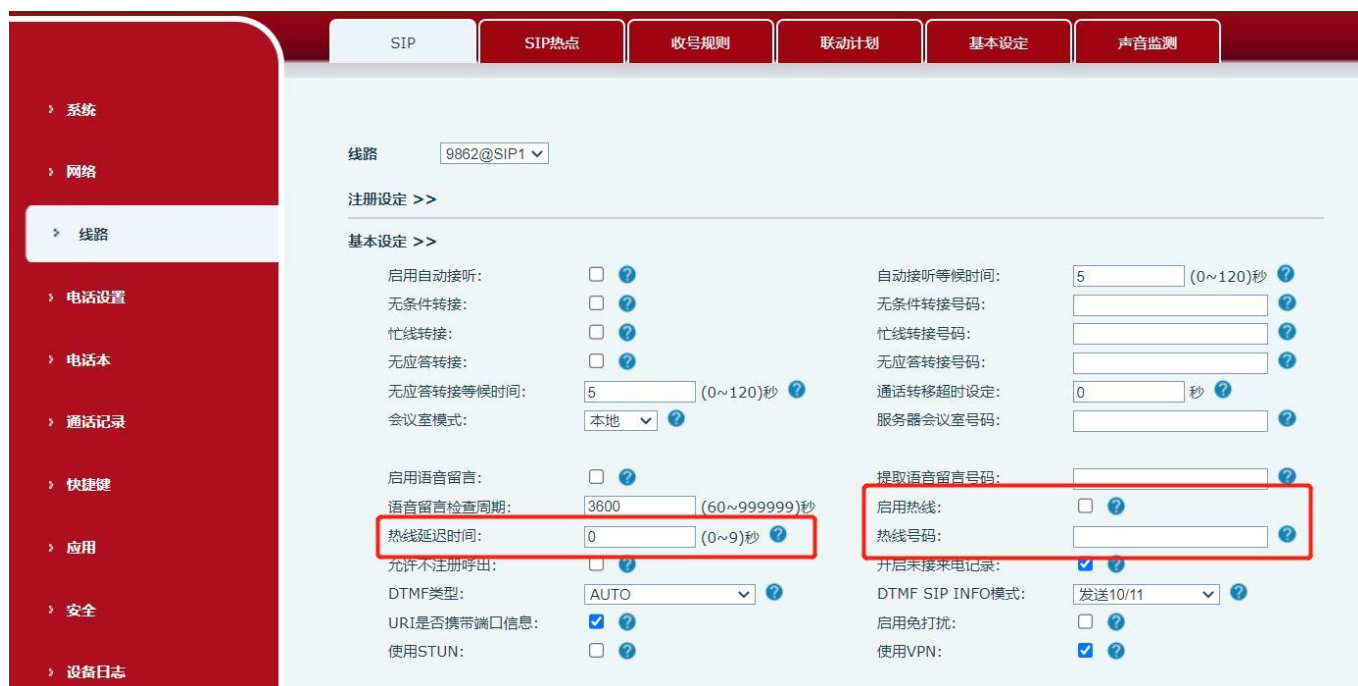 SIP
SIP热点
收号规则
联动计划
基本设定
声音监测
系统
网络
线路
电话设置
电话本
通话记录
快捷键
应用
安全
设备日志
线路 9862@SIP1
注册设定 >>
基本设定 >>
启用自动接听: 自动接听等候时间: 5 (0~120)秒
无条件转接: 无条件转接号码:
忙线转接: 忙线转接号码:
无应答转接: 无应答转接号码:
无应答转接等候时间: 5 (0~120)秒 通话转移超时设定: 0 秒
会议室模式: 本地 服务器会议室号码:
启用语音留言: 提取语音留言号码:
语音留言检查周期: 3600 (60~999999)秒 启用热线:
热线延迟时间: 0 (0~9)秒 热线号码:
允许不注册呼出: 开启未接来电记录:
DTMF类型: AUTO DTMF SIP INFO模式: 发送10/11
URI是否携带端口信息: 启用免打扰:
使用STUN: 使用VPN: